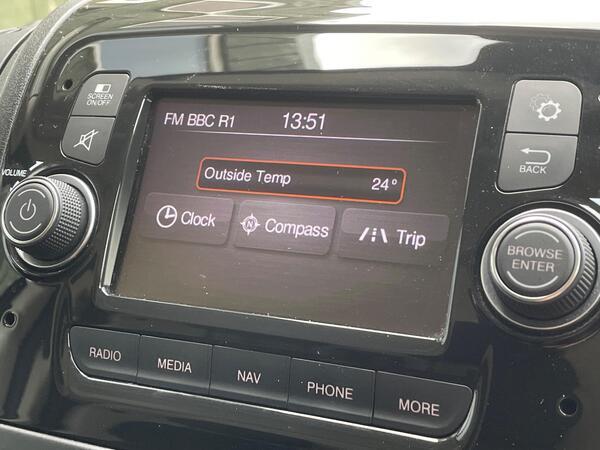 SCREEN
ON/OFF
FM BBC R1 13:51
VOLUME
Outside Temp 24°
Clock
N
Compass
Trip
BACK
BROWSE
ENTER
RADIO
MEDIA
NAV
PHONE
MORE